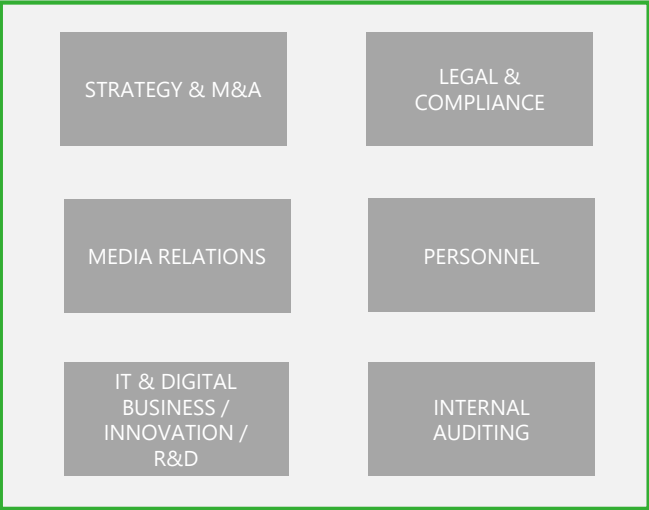 STRATEGY & M&A
LEGAL &
COMPLIANCE
MEDIA RELATIONS
PERSONNEL
IT & DIGITAL
BUSINESS /
INNOVATION /
R&D
INTERNAL
AUDITING